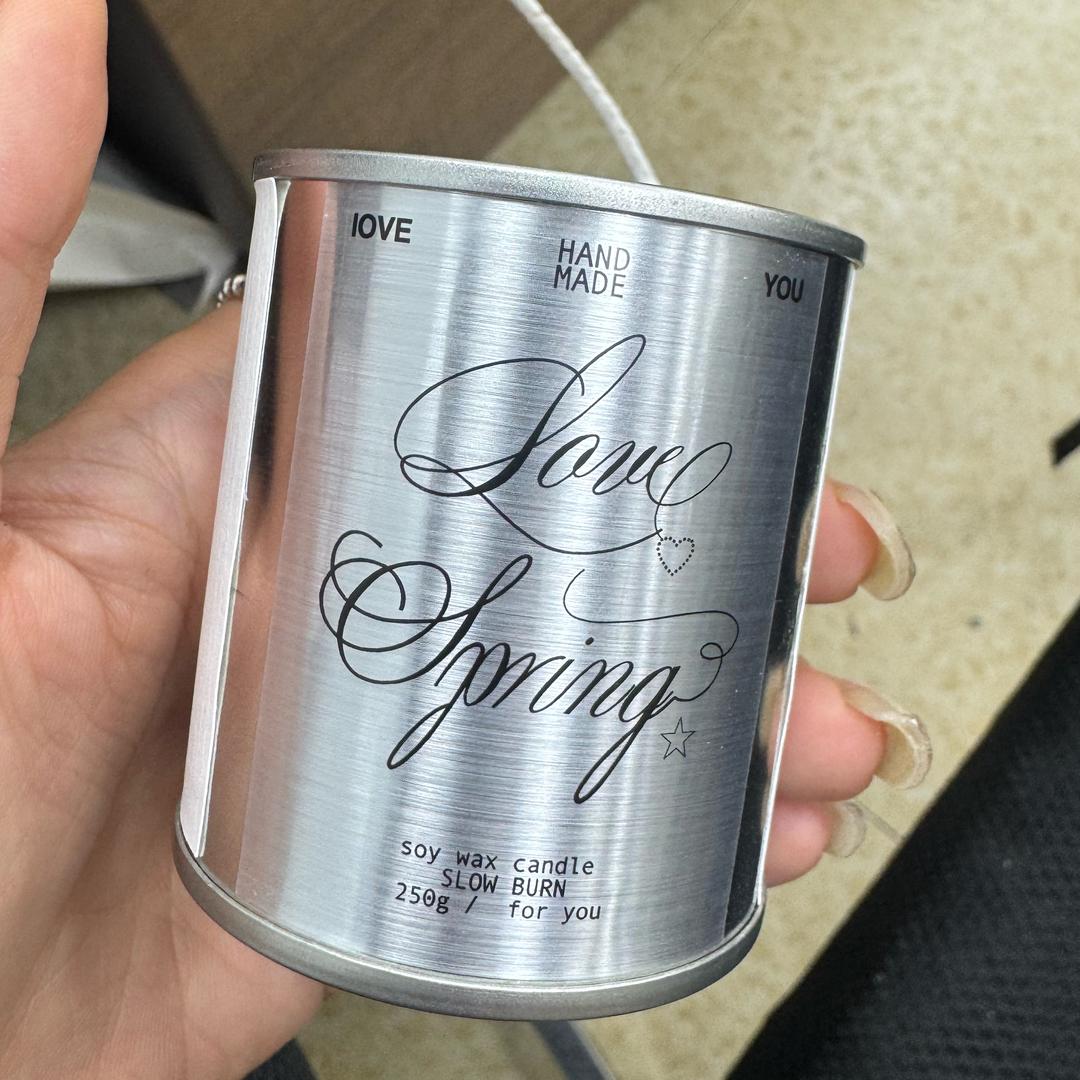 IOVE
HAND
MADE
YOU
Love
Spring
soy wax candle
SLOW BURN
250g / for you